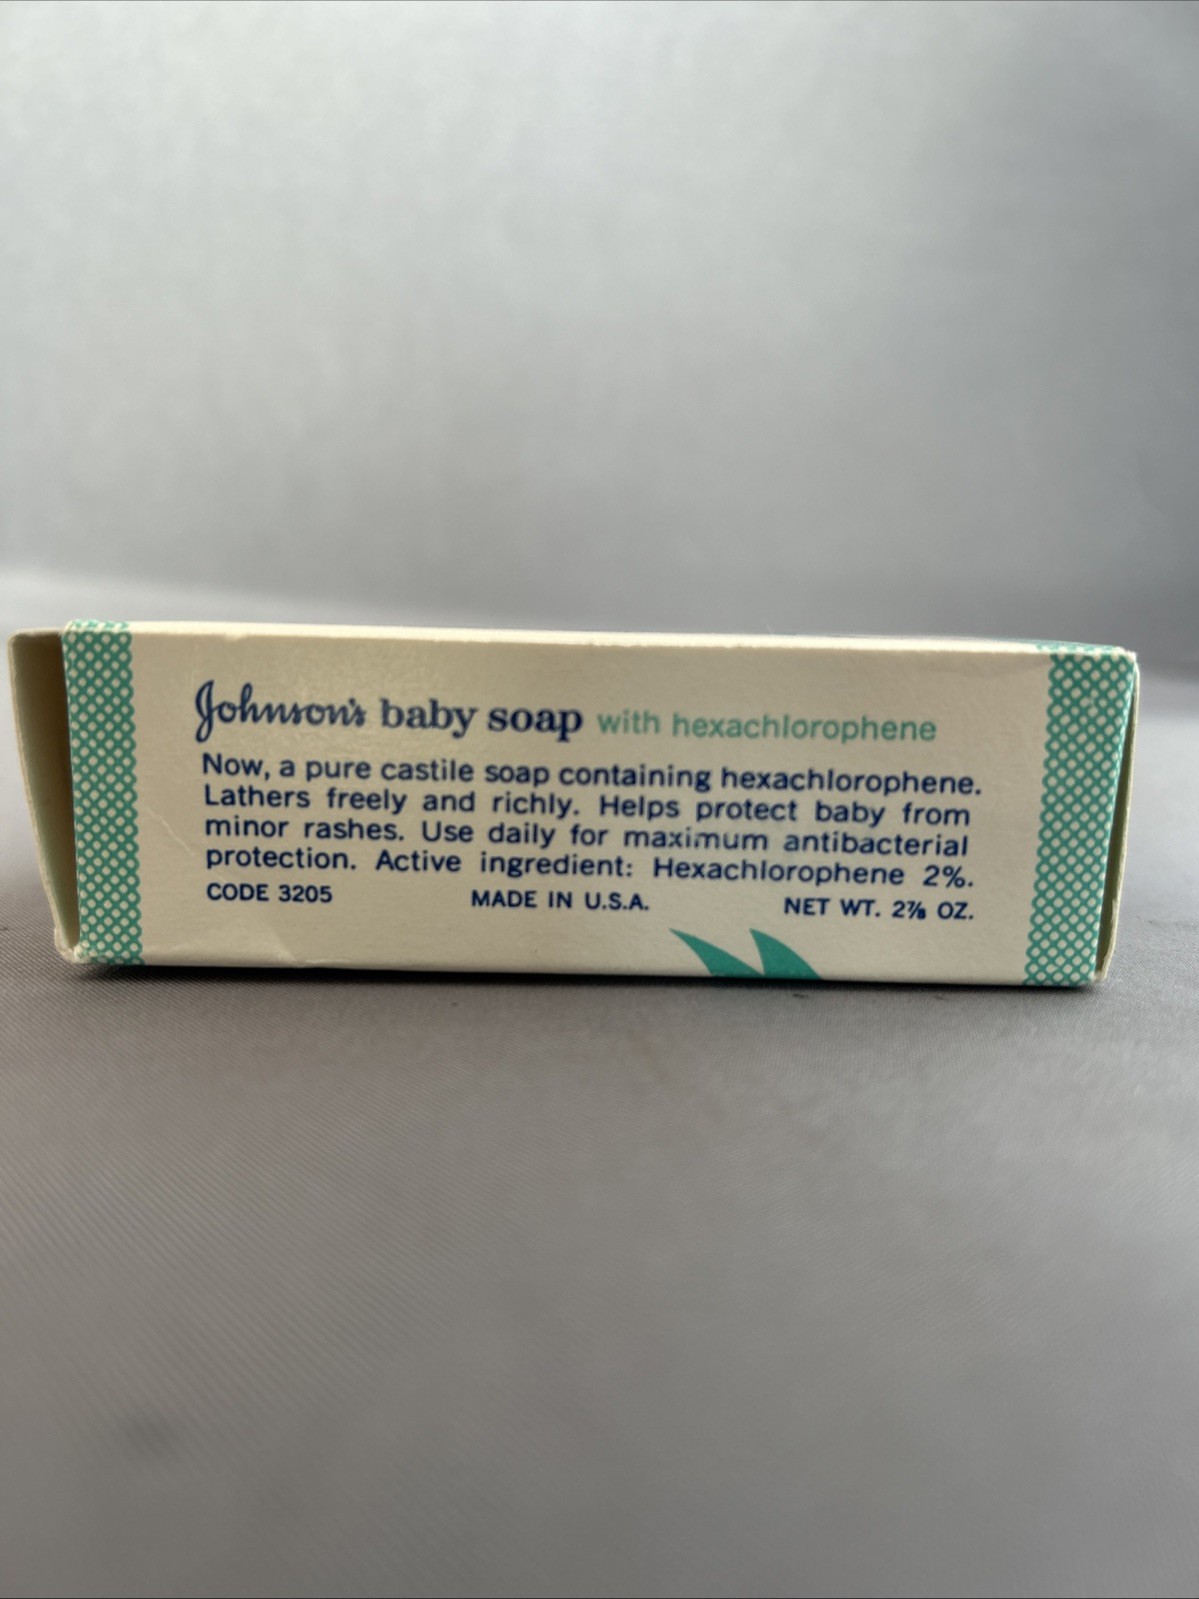 Johnson's baby soap with hexachlorophene
Now, a pure castile soap containing hexachlorophene.
Lathers freely and richly. Helps protect baby from
minor rashes. Use daily for maximum antibacterial
protection. Active ingredient: Hexachlorophene 2%.
CODE 3205 MADE IN U.S.A. NET WT. 2⅞ OZ.